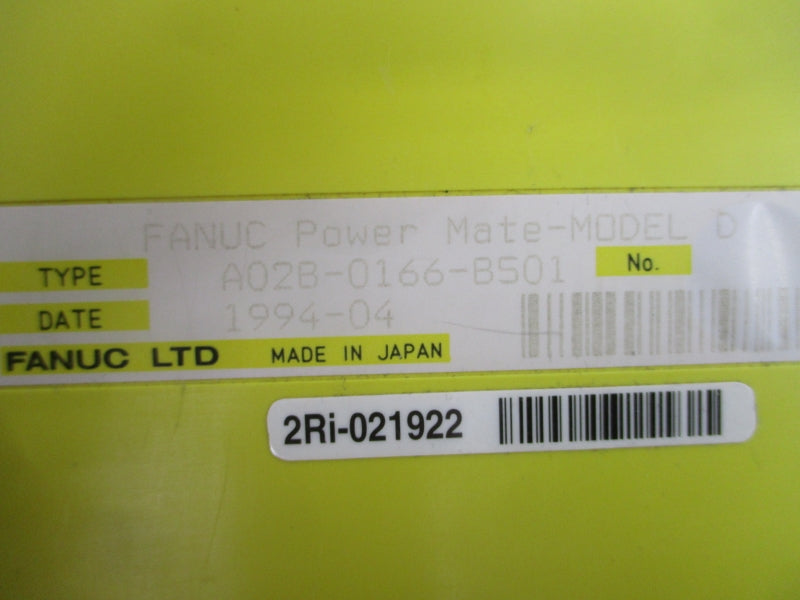 FANUC Power Mate-MODEL D
TYPE A02B-0166-B501 No.
DATE 1994-04
FANUC LTD MADE IN JAPAN
2Ri-021922